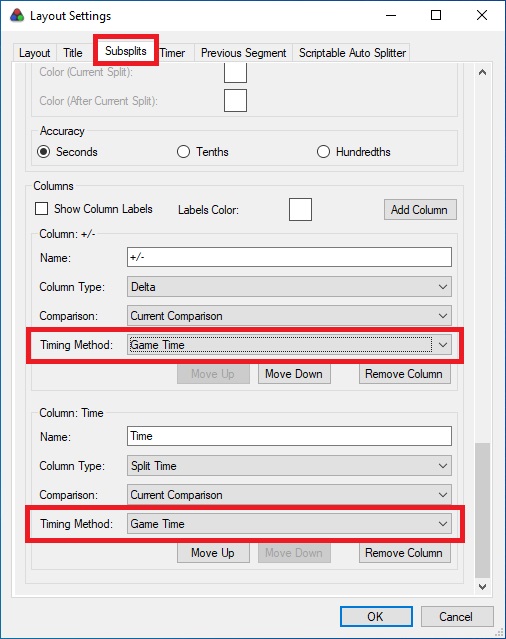 Layout Settings
Layout Title Subsplits Timer Previous Segment Scriptable Auto Splitter
Color (Current Split):
Color (After Current Split):
Accuracy
Seconds Tenths Hundredths
Columns
Show Column Labels Labels Color: Add Column
Column: +/-
Name: +/-
Column Type: Delta
Comparison: Current Comparison
Timing Method: Game Time
Move Up Move Down Remove Column
Column: Time
Name: Time
Column Type: Split Time
Comparison: Current Comparison
Timing Method: Game Time
Move Up Move Down Remove Column
OK Cancel